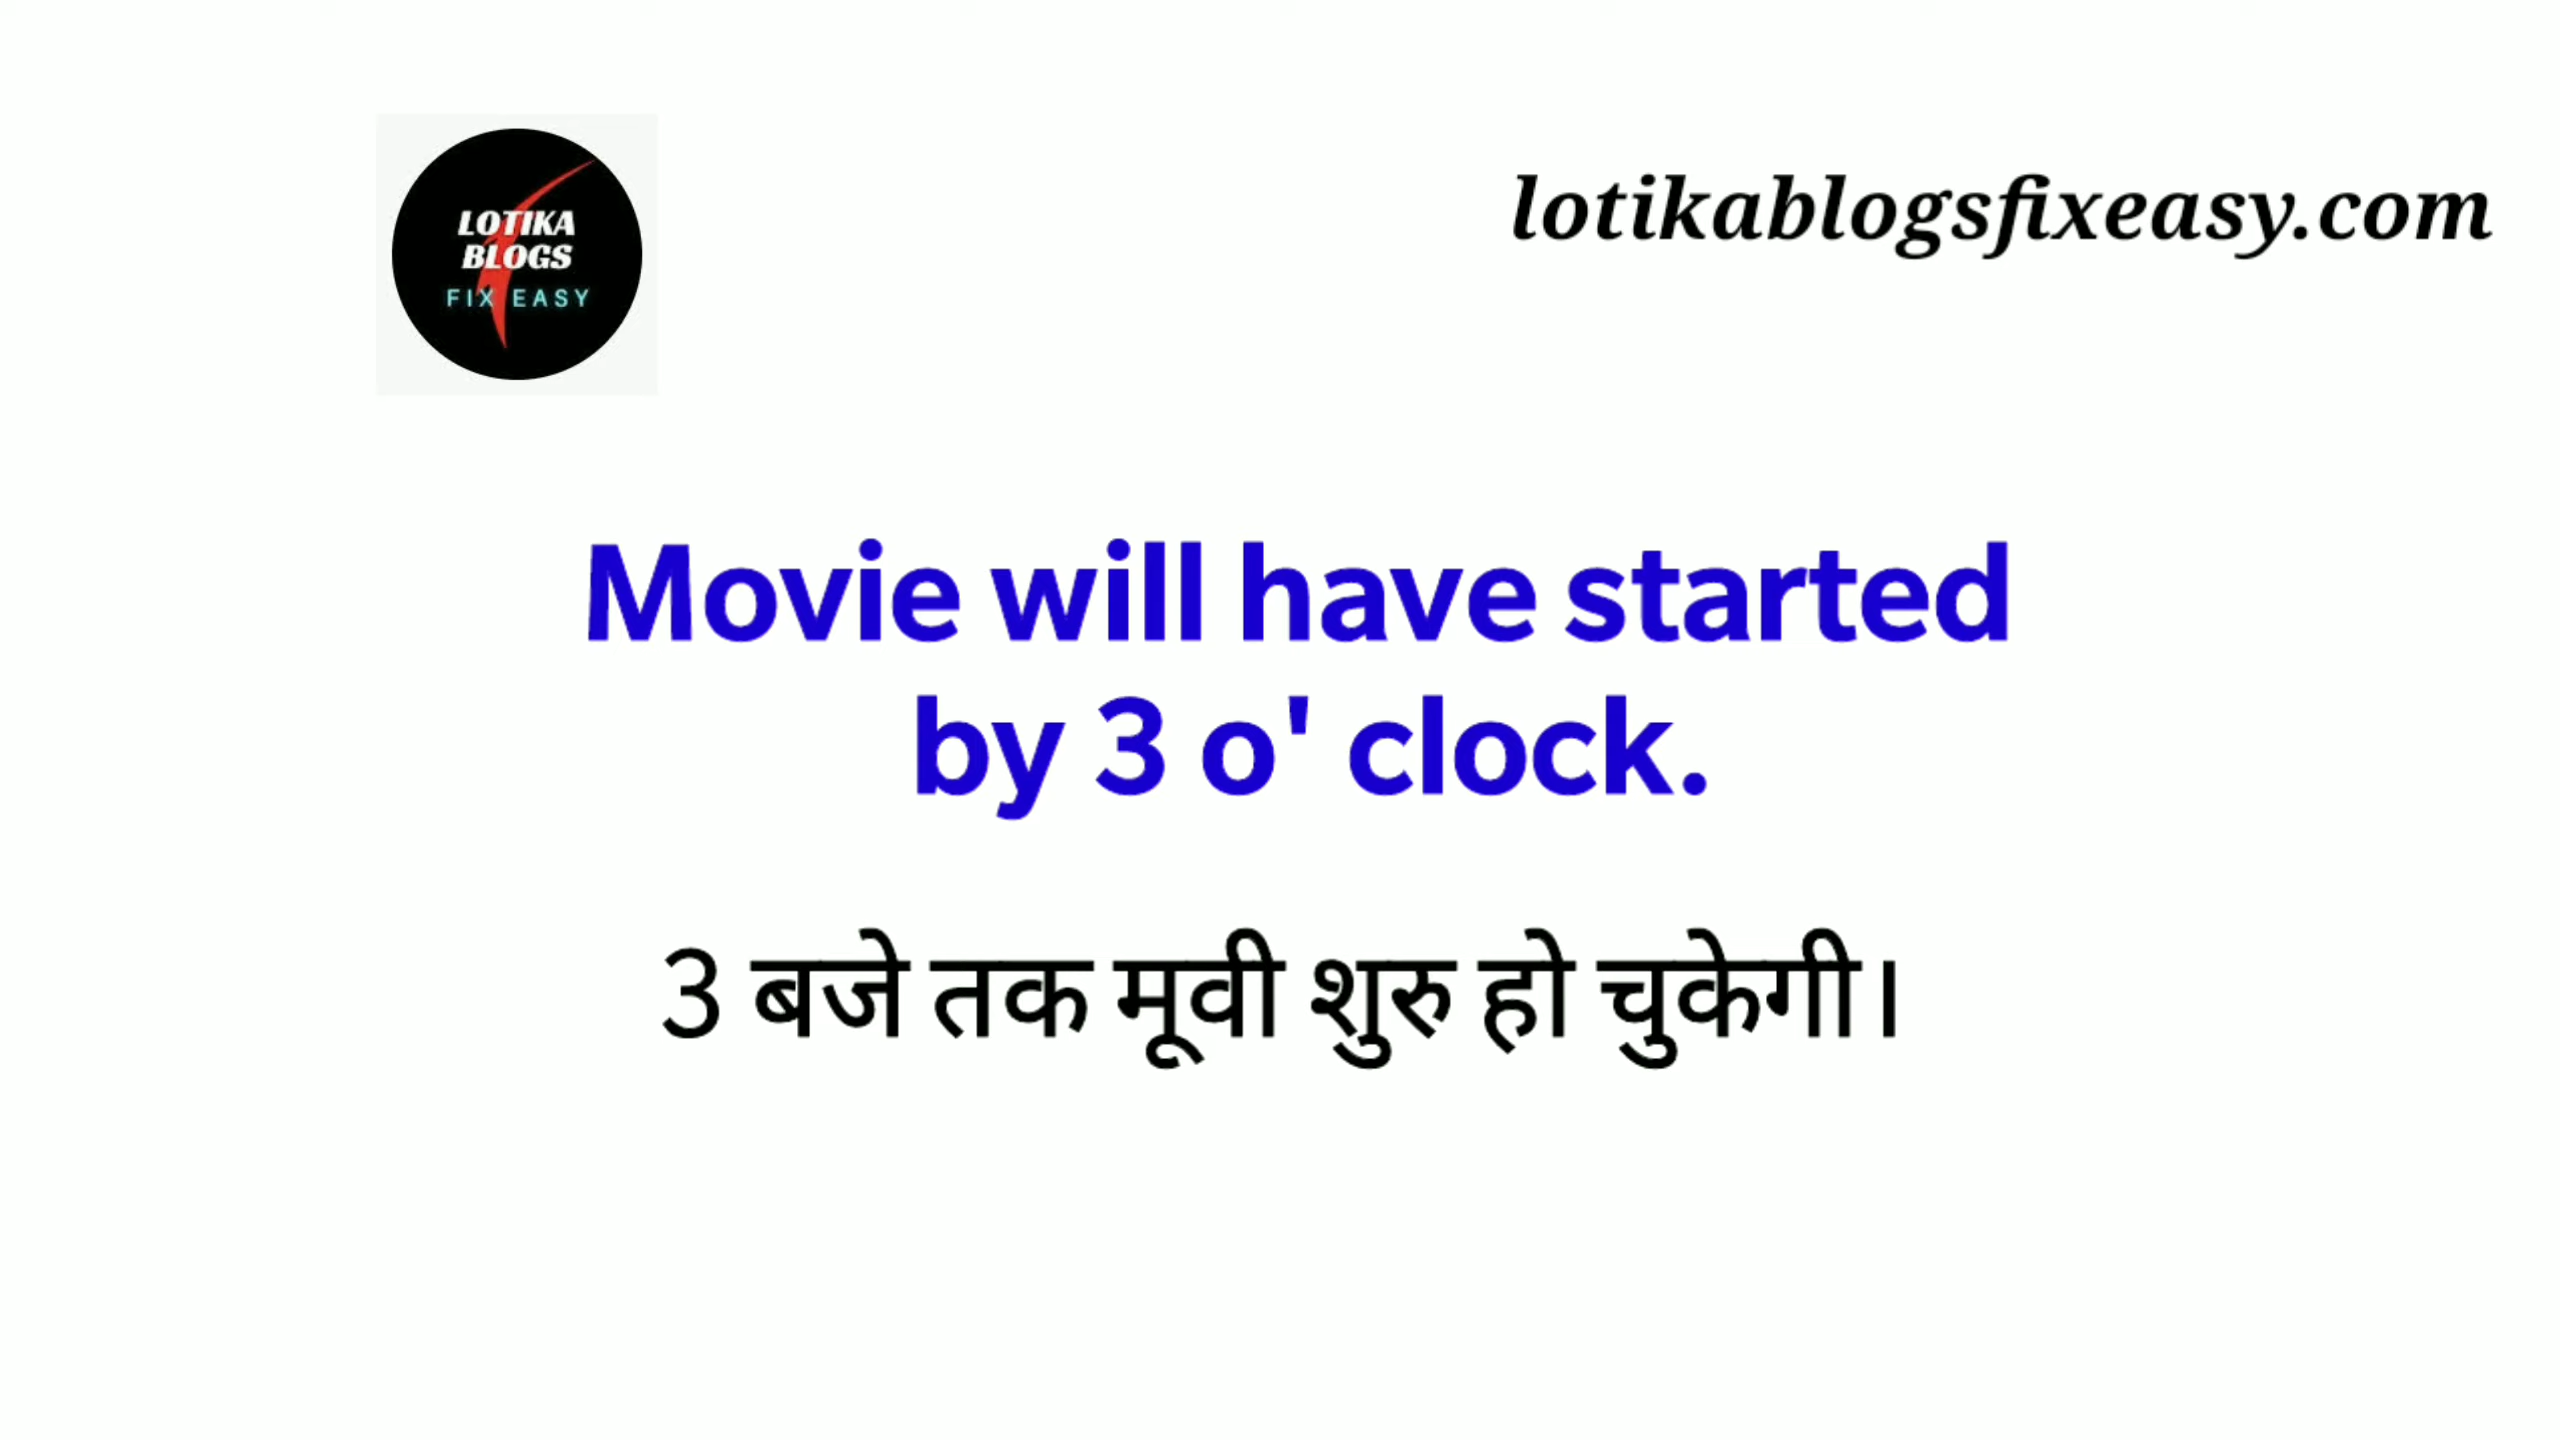 LOTIKA
BLOGS
FIX EASY
lotikablogsfixeasy.com
Movie will have started
by 3 o' clock.
3 बजे तक मूवी शुरु हो चुकेगी।